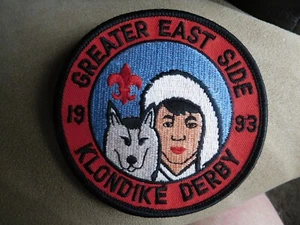 GREATER EAST SIDE
19 93
KLONDIKE DERBY